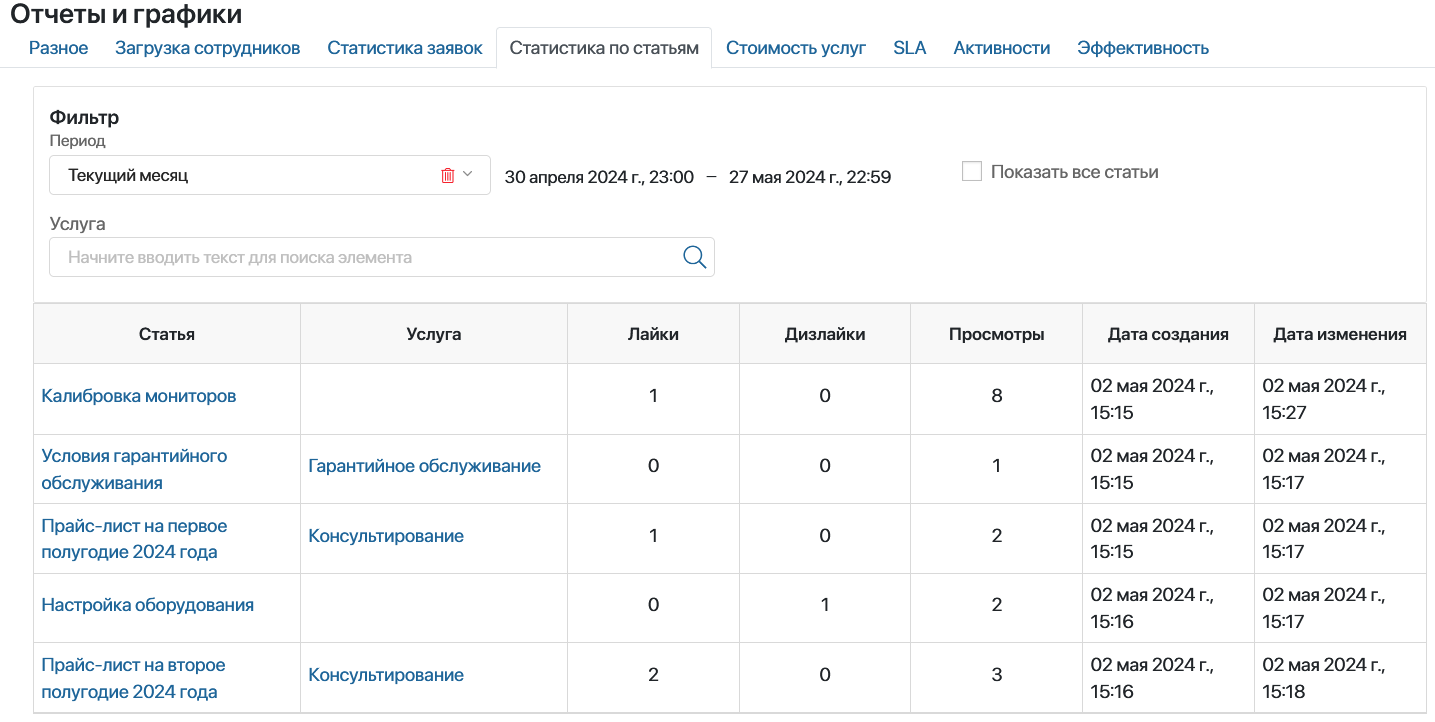 Отчеты и графики
Разное Загрузка сотрудников Статистика заявок Статистика по статьям Стоимость услуг SLA Активности Эффективность
Фильтр
Период
Текущий месяц 30 апреля 2024 г., 23:00 – 27 мая 2024 г., 22:59 Показать все статьи
Услуга
Начните вводить текст для поиска элемента
Статья Услуга Лайки Дизлайки Просмотры Дата создания Дата изменения
Калибровка мониторов 1 0 8 02 мая 2024 г., 15:15 02 мая 2024 г., 15:27
Условия гарантийного обслуживания Гарантийное обслуживание 0 0 1 02 мая 2024 г., 15:15 02 мая 2024 г., 15:17
Прайс-лист на первое полугодие 2024 года Консультирование 1 0 2 02 мая 2024 г., 15:15 02 мая 2024 г., 15:17
Настройка оборудования 0 1 2 02 мая 2024 г., 15:16 02 мая 2024 г., 15:17
Прайс-лист на второе полугодие 2024 года Консультирование 2 0 3 02 мая 2024 г., 15:16 02 мая 2024 г., 15:18